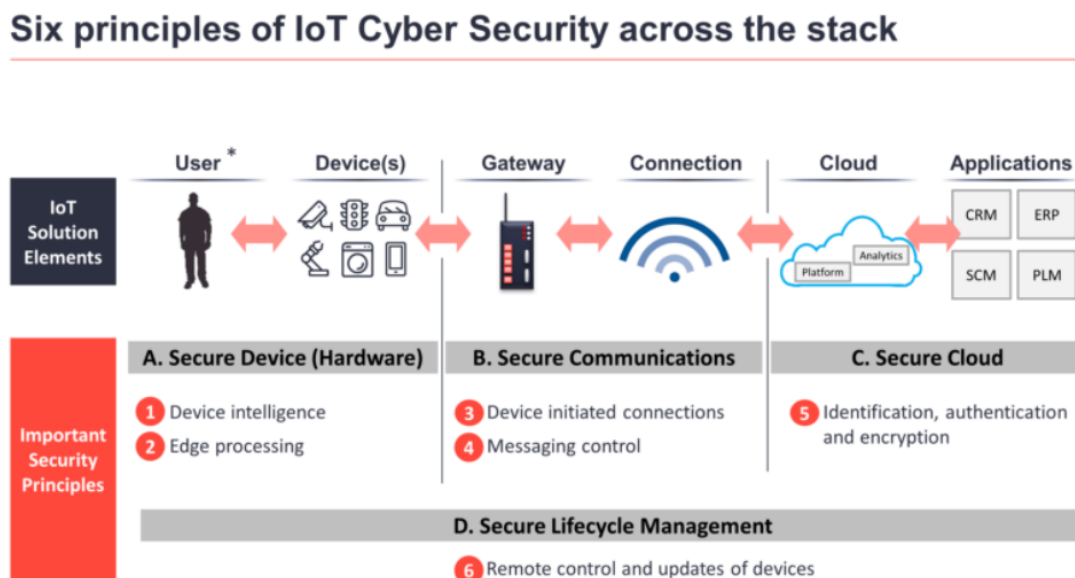 Six principles of IoT Cyber Security across the stack
User *
Device(s)
Gateway
Connection
Cloud
Applications
IoT
Solution
Elements
Platform
Analytics
CRM
ERP
SCM
PLM
Important
Security
Principles
A. Secure Device (Hardware)
1 Device intelligence
2 Edge processing
B. Secure Communications
3 Device initiated connections
4 Messaging control
C. Secure Cloud
5 Identification, authentication
and encryption
D. Secure Lifecycle Management
6 Remote control and updates of devices